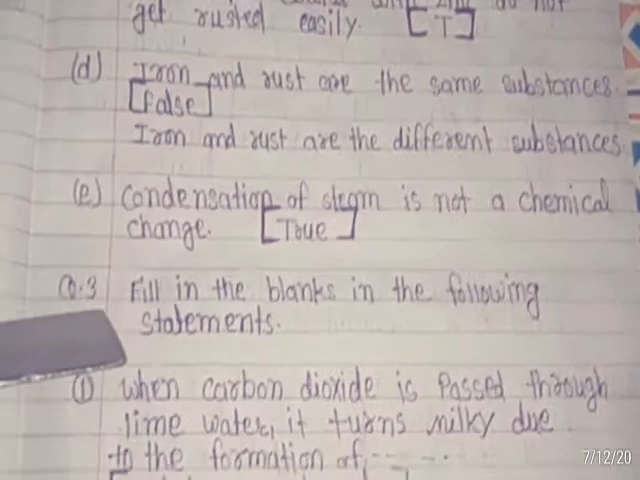 get rusted easily. [T]
(d) Iron and rust are the same substances.
[False]
Iron and rust are the different substances.
(e) Condensation of steam is not a chemical
change. [True]
Q.3 Fill in the blanks in the following
statements.
(1) When carbon dioxide is Passed through
lime water, it turns milky due
to the formation of, -- -- --
7/12/20